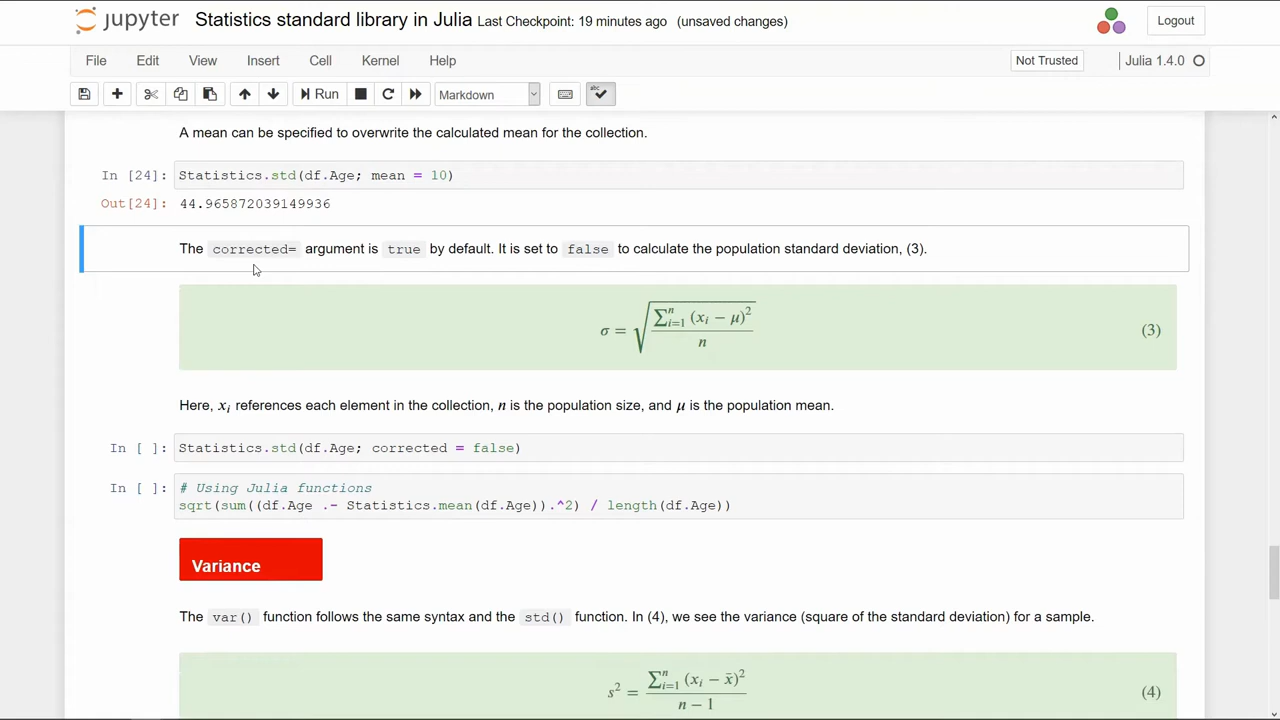 jupyter Statistics standard library in Julia Last Checkpoint: 19 minutes ago (unsaved changes) Logout
File Edit View Insert Cell Kernel Help Not Trusted Julia 1.4.0
Run Markdown abc
A mean can be specified to overwrite the calculated mean for the collection.
In [24]: Statistics.std(df.Age; mean = 10)
Out[24]: 44.965872039149936
The corrected= argument is true by default. It is set to false to calculate the population standard deviation, (3).
σ = √(∑ⁿᵢ₌₁ (xᵢ − μ)² / n) (3)
Here, xᵢ references each element in the collection, n is the population size, and μ is the population mean.
In [ ]: Statistics.std(df.Age; corrected = false)
In [ ]: # Using Julia functions
sqrt(sum((df.Age .- Statistics.mean(df.Age)).^2) / length(df.Age))
Variance
The var() function follows the same syntax and the std() function. In (4), we see the variance (square of the standard deviation) for a sample.
s² = ∑ⁿᵢ₌₁ (xᵢ − x̄)² / n − 1 (4)